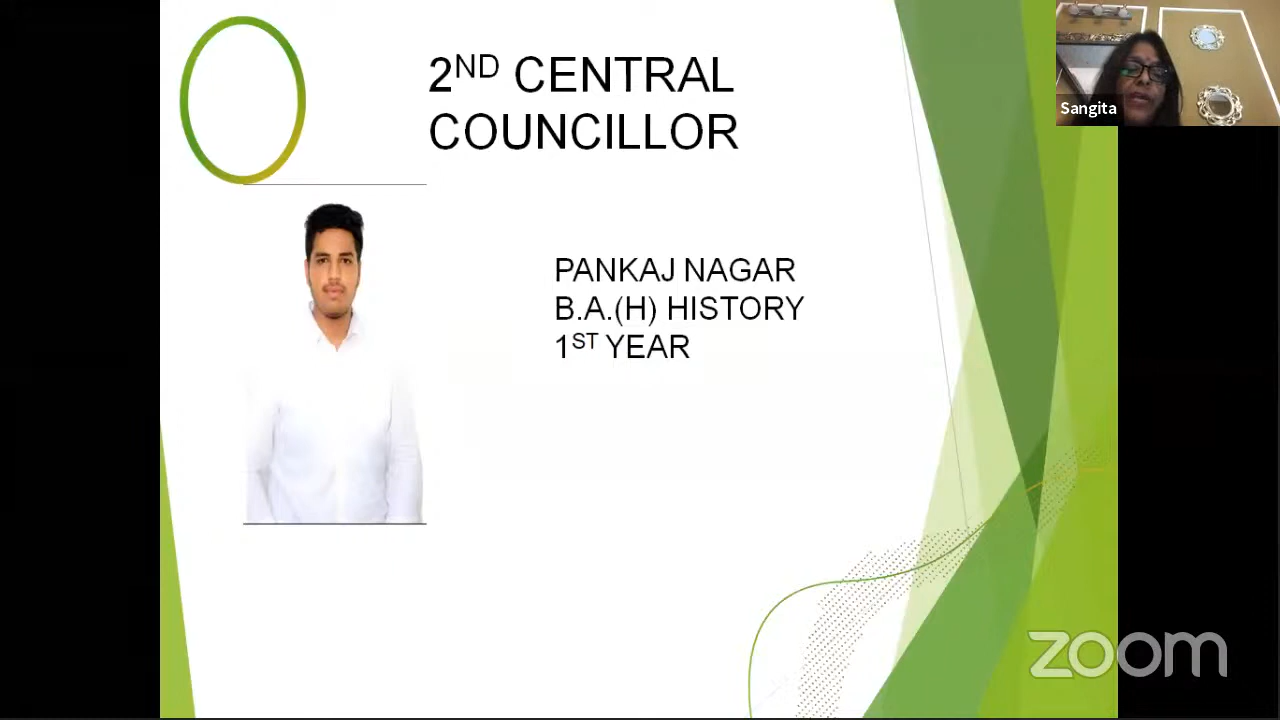 2ND CENTRAL
COUNCILLOR
Sangita
PANKAJ NAGAR
B.A.(H) HISTORY
1ST YEAR
zoom